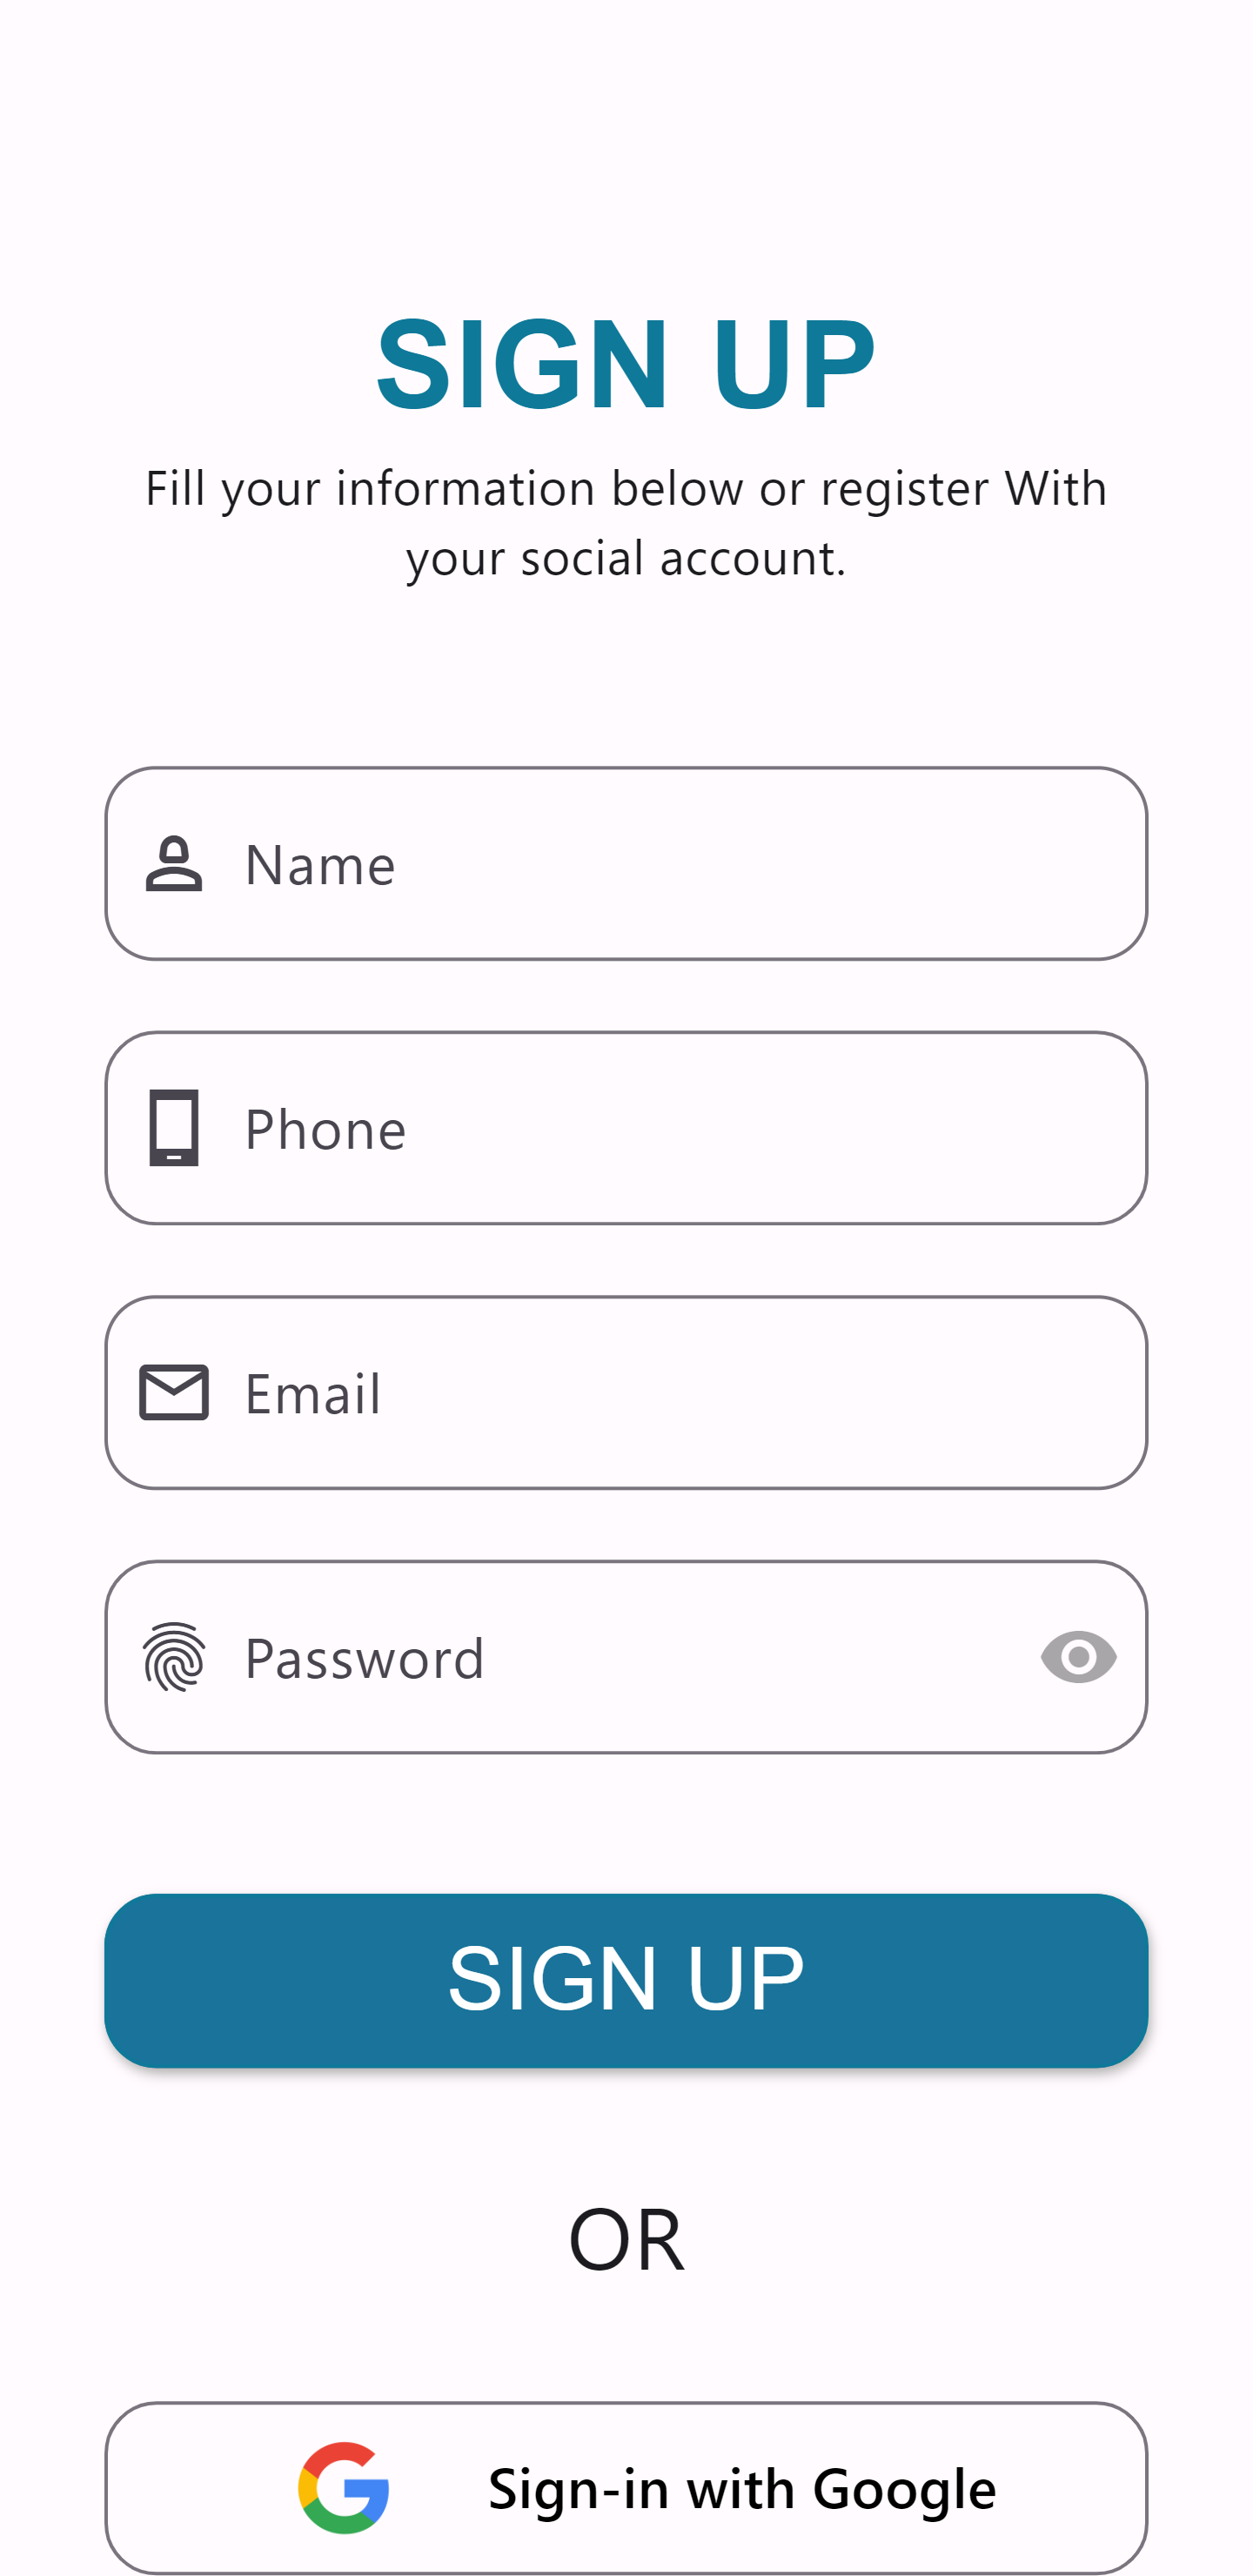 SIGN UP
Fill your information below or register With
your social account.
Name
Phone
Email
Password
SIGN UP
OR
Sign-in with Google